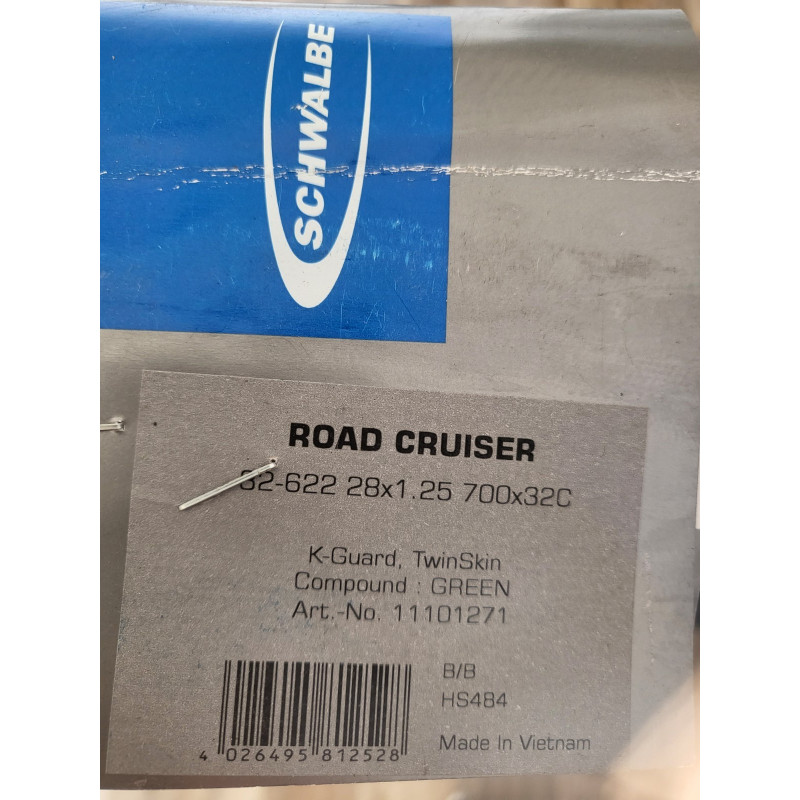 SCHWALBE
ROAD CRUISER
32-622 28x1.25 700x32C
K-Guard, TwinSkin
Compound : GREEN
Art.-No. 11101271
B/B
HS484
4 026495 812528
Made In Vietnam